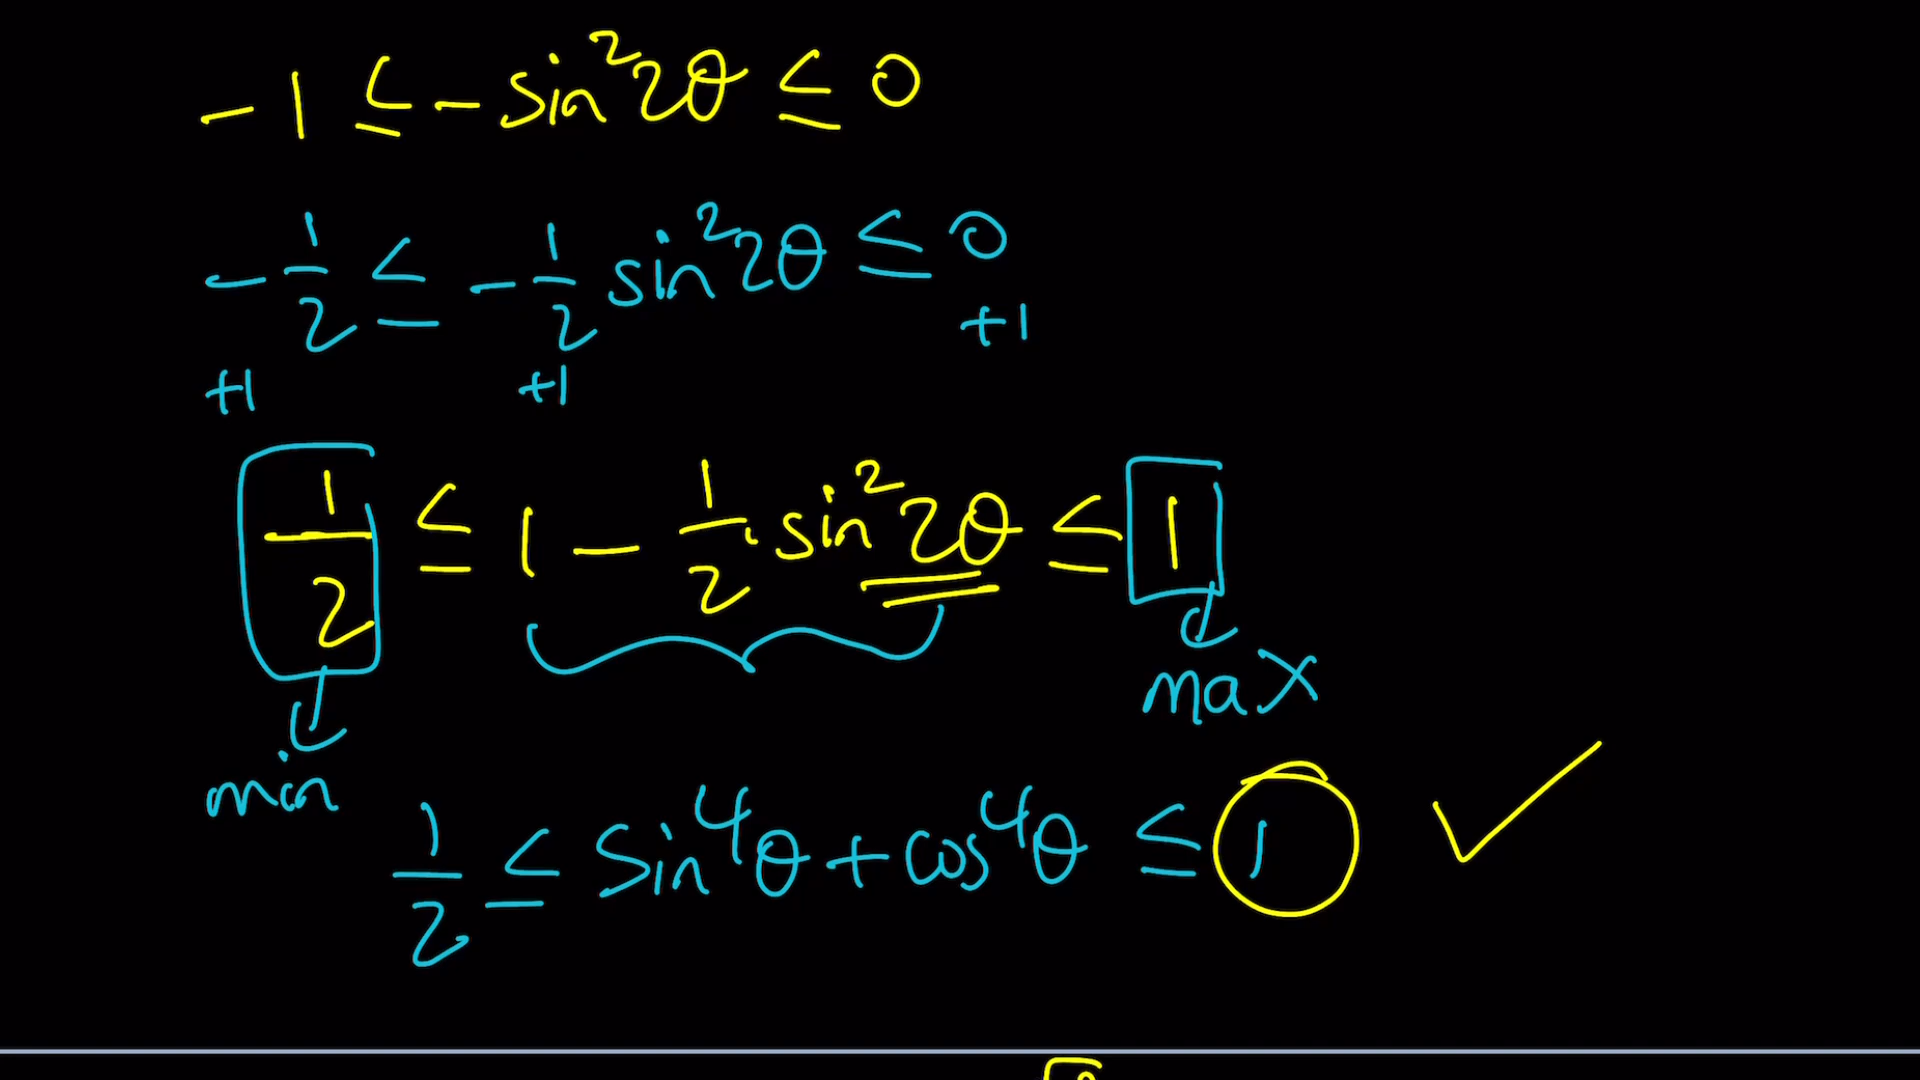 -1 ≤ - sin²2θ ≤ 0
-1/2 ≤ -1/2 sin²2θ ≤ 0
+1 +1 +1
1/2 ≤ 1 - 1/2 · sin²2θ ≤ 1
min max
1/2 ≤ sin⁴θ + cos⁴θ ≤ 1